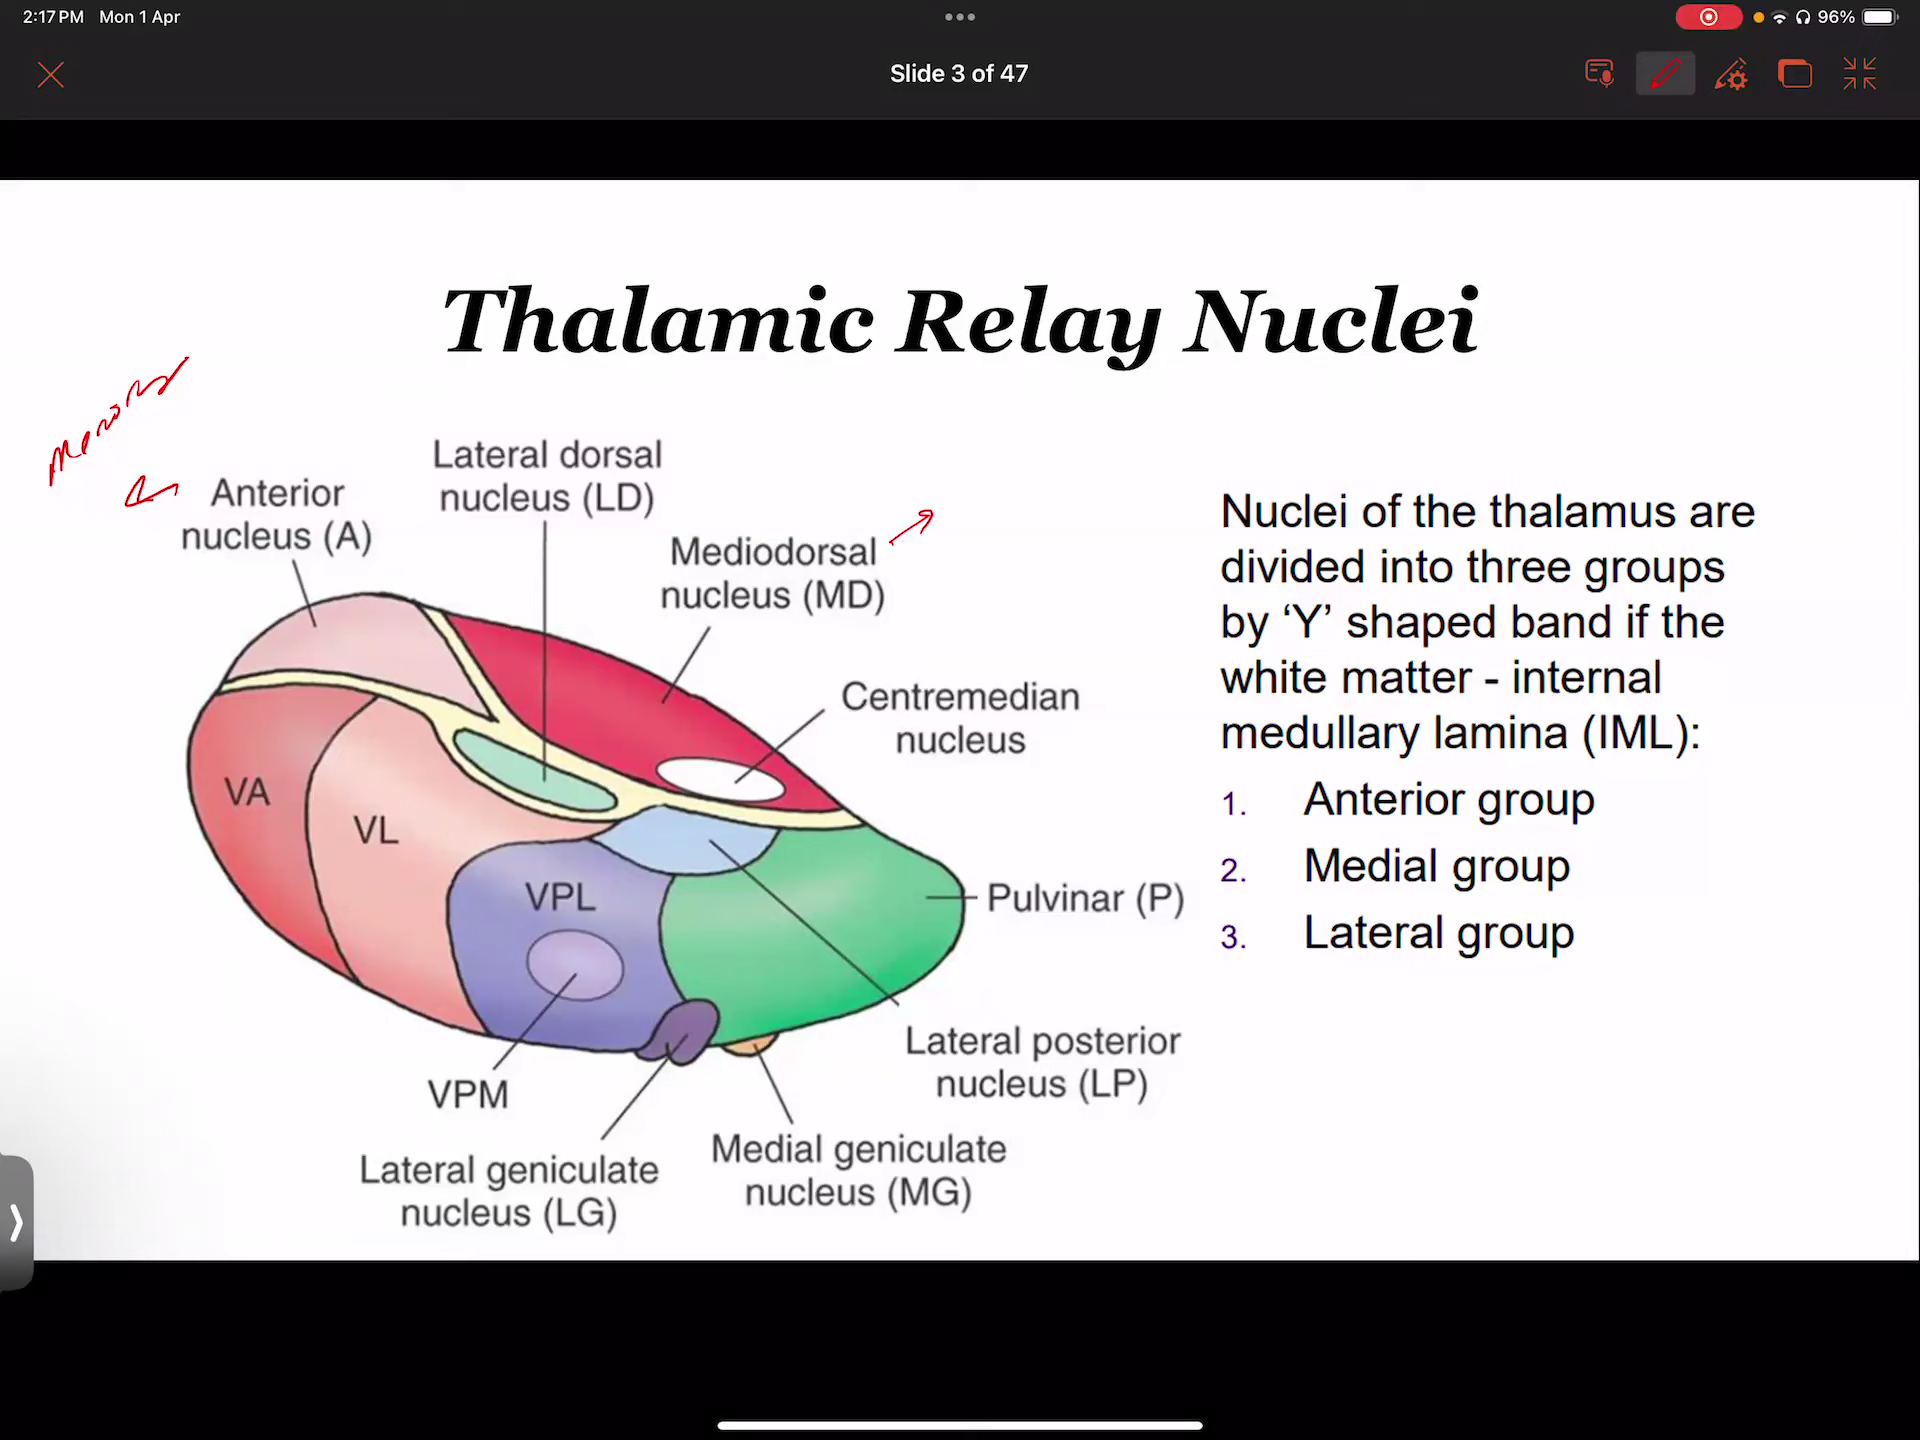 2:17 PM Mon 1 Apr
96%
Slide 3 of 47
Thalamic Relay Nuclei
Memory
Anterior
nucleus (A)
Lateral dorsal
nucleus (LD)
Mediodorsal
nucleus (MD)
Centremedian
nucleus
VA
VL
VPL
Pulvinar (P)
VPM
Lateral posterior
nucleus (LP)
Lateral geniculate
nucleus (LG)
Medial geniculate
nucleus (MG)
Nuclei of the thalamus are
divided into three groups
by ‘Y’ shaped band if the
white matter - internal
medullary lamina (IML):
1. Anterior group
2. Medial group
3. Lateral group